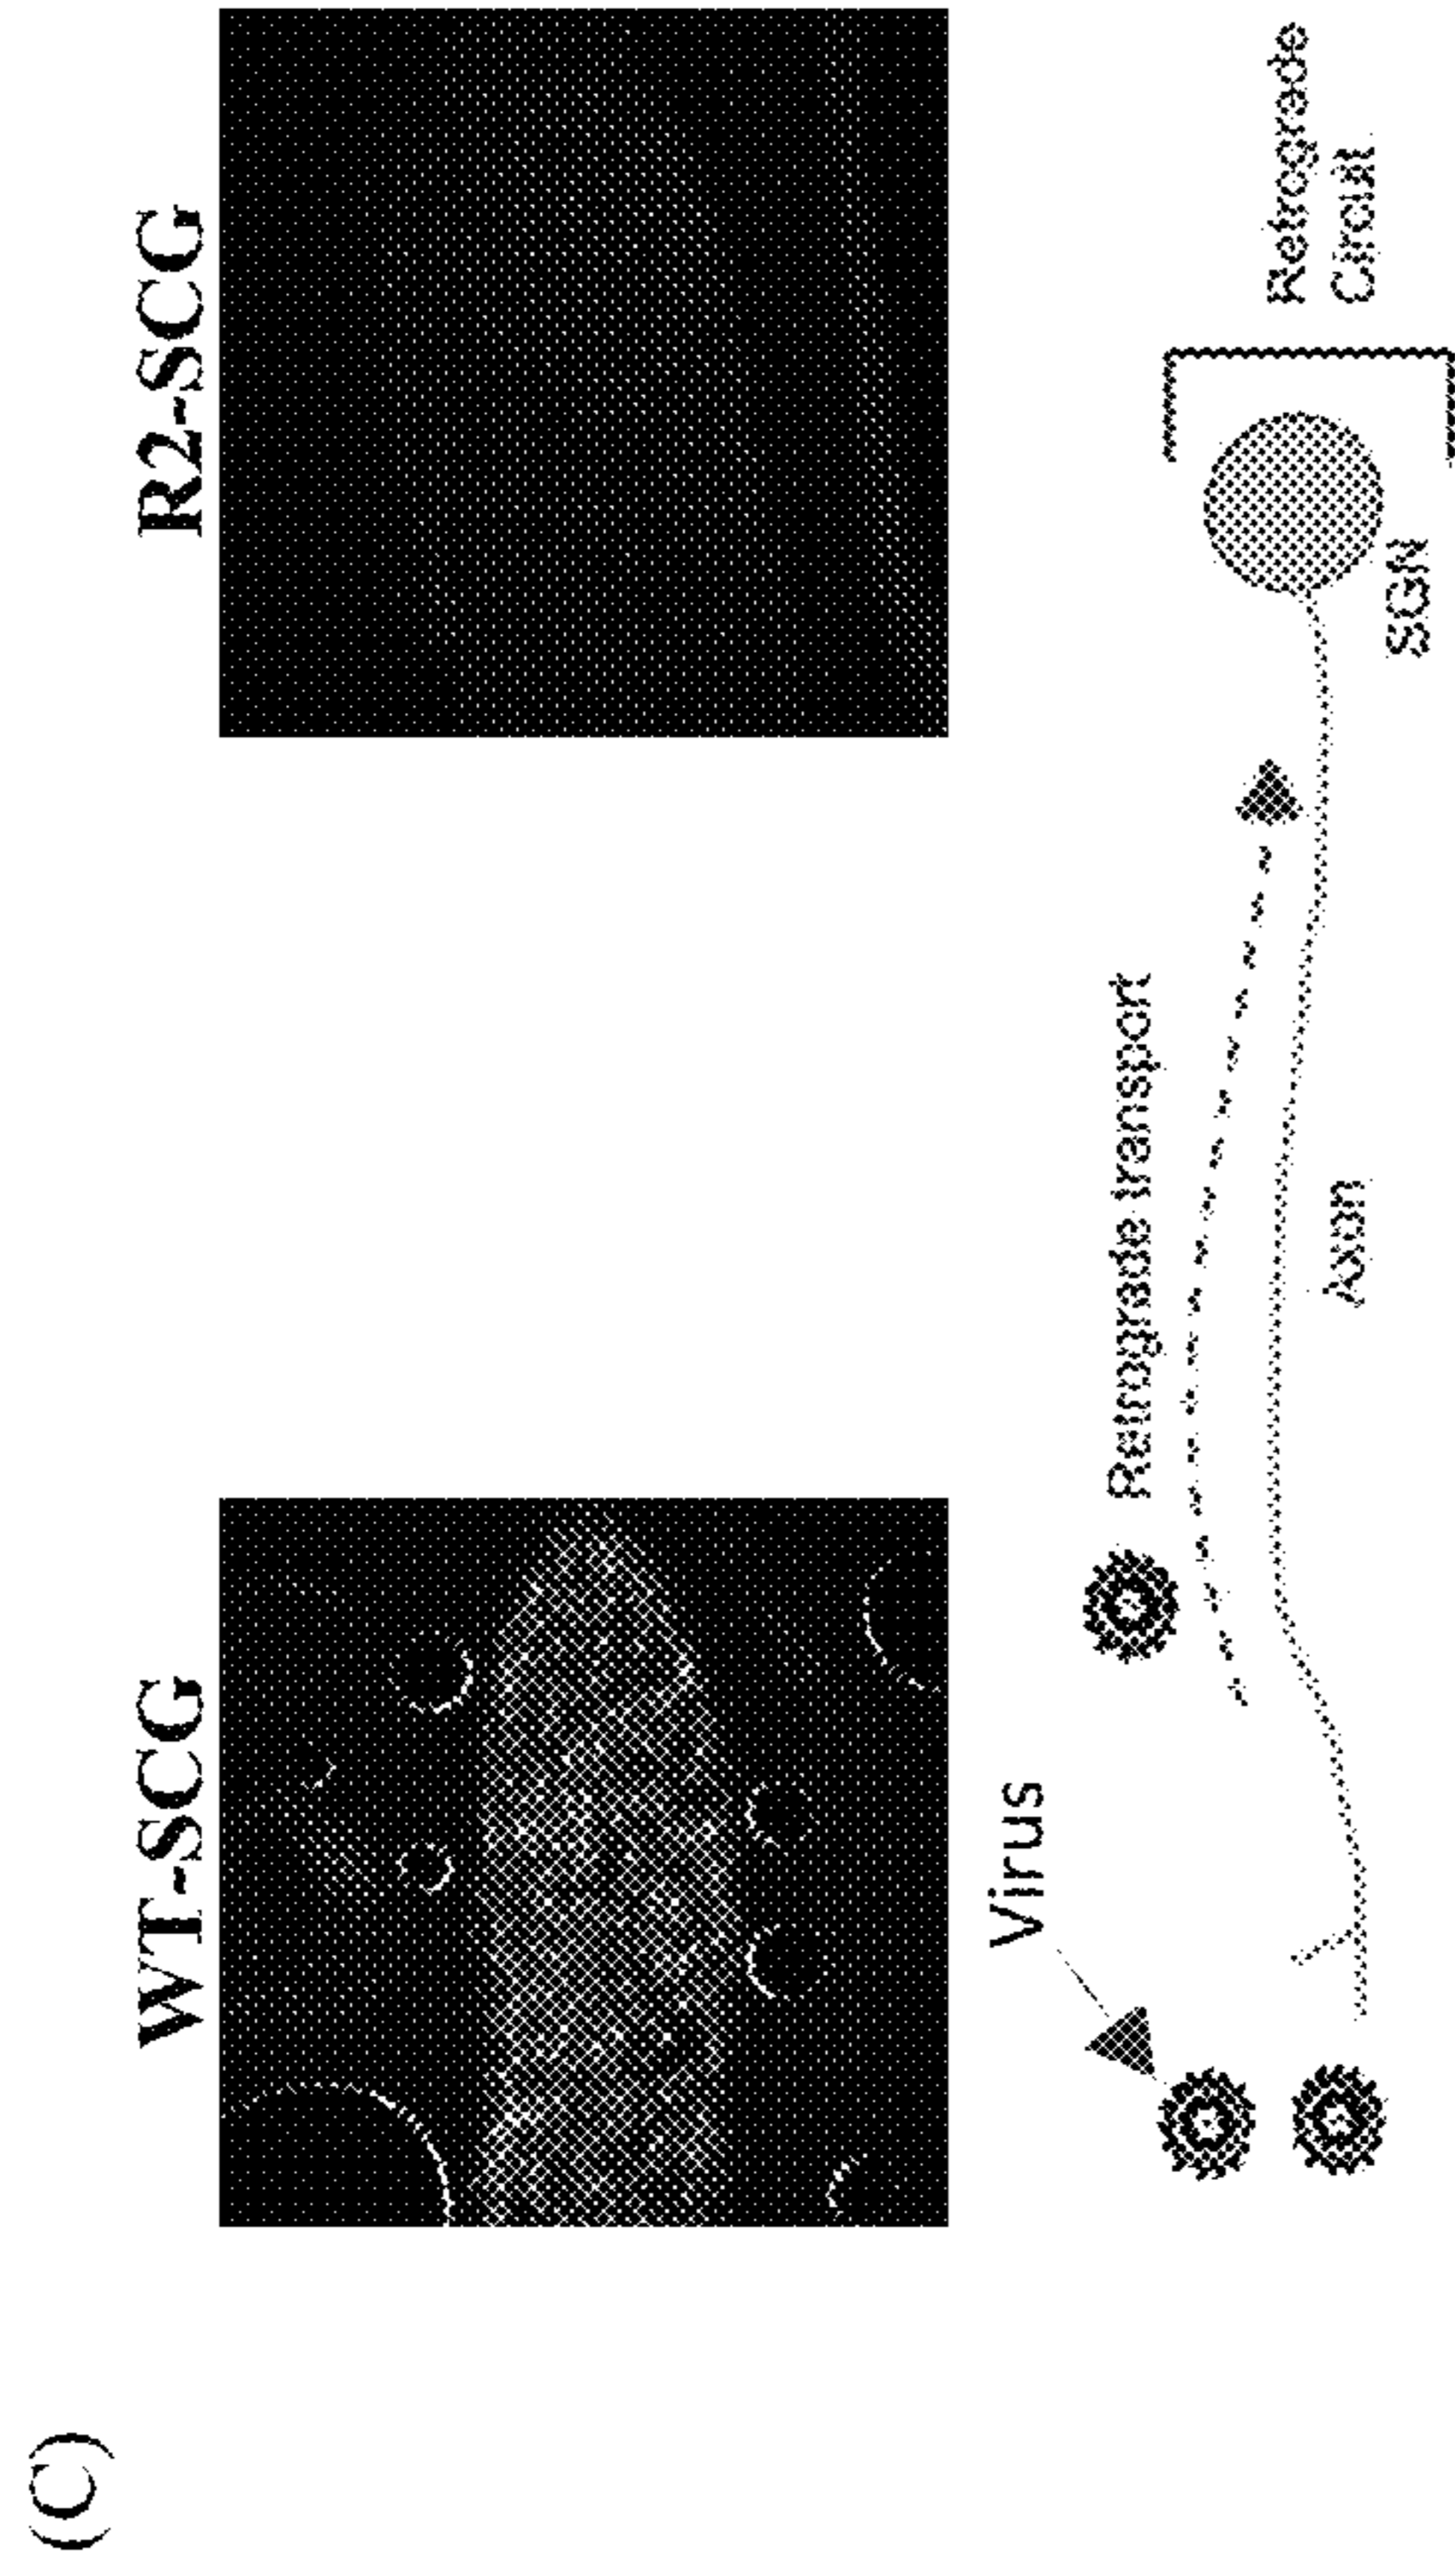 (C)
WT-SCG
R2-SCG
Virus
Retrograde transport
Axon
SGN
Retrograde
Circuit